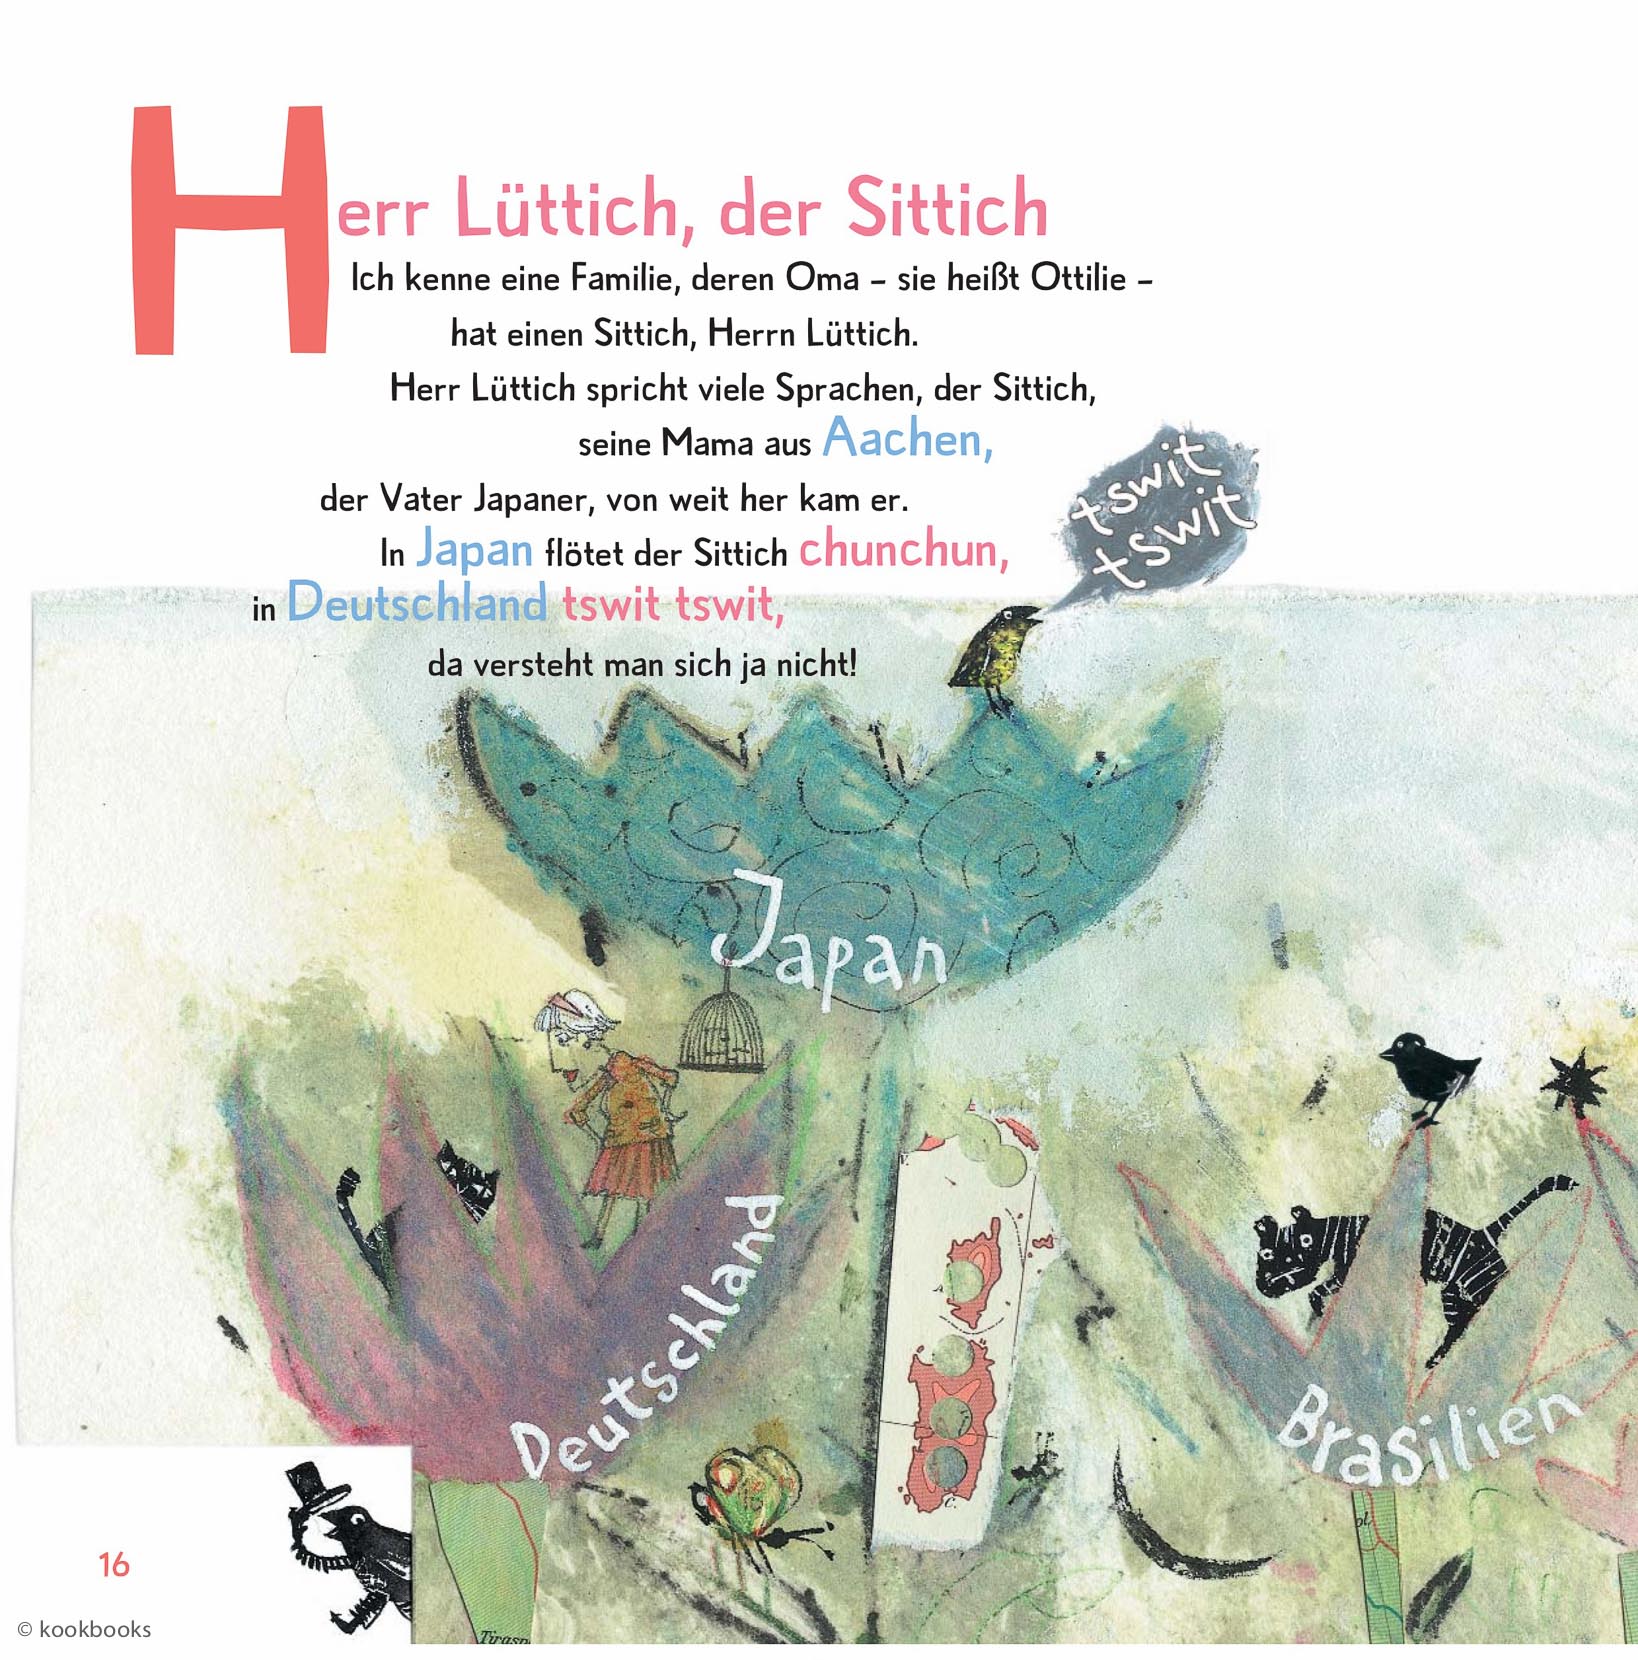 Herr Lüttich, der Sittich
Ich kenne eine Familie, deren Oma – sie heißt Ottilie –
hat einen Sittich, Herrn Lüttich.
Herr Lüttich spricht viele Sprachen, der Sittich,
seine Mama aus Aachen,
der Vater Japaner, von weit her kam er.
In Japan flötet der Sittich chunchun,
in Deutschland tswit tswit,
da versteht man sich ja nicht!
tswit
tswit
Japan
Deutschland
Brasilien
V.
A.
C.
pl.
Tirasp
16
© kookbooks